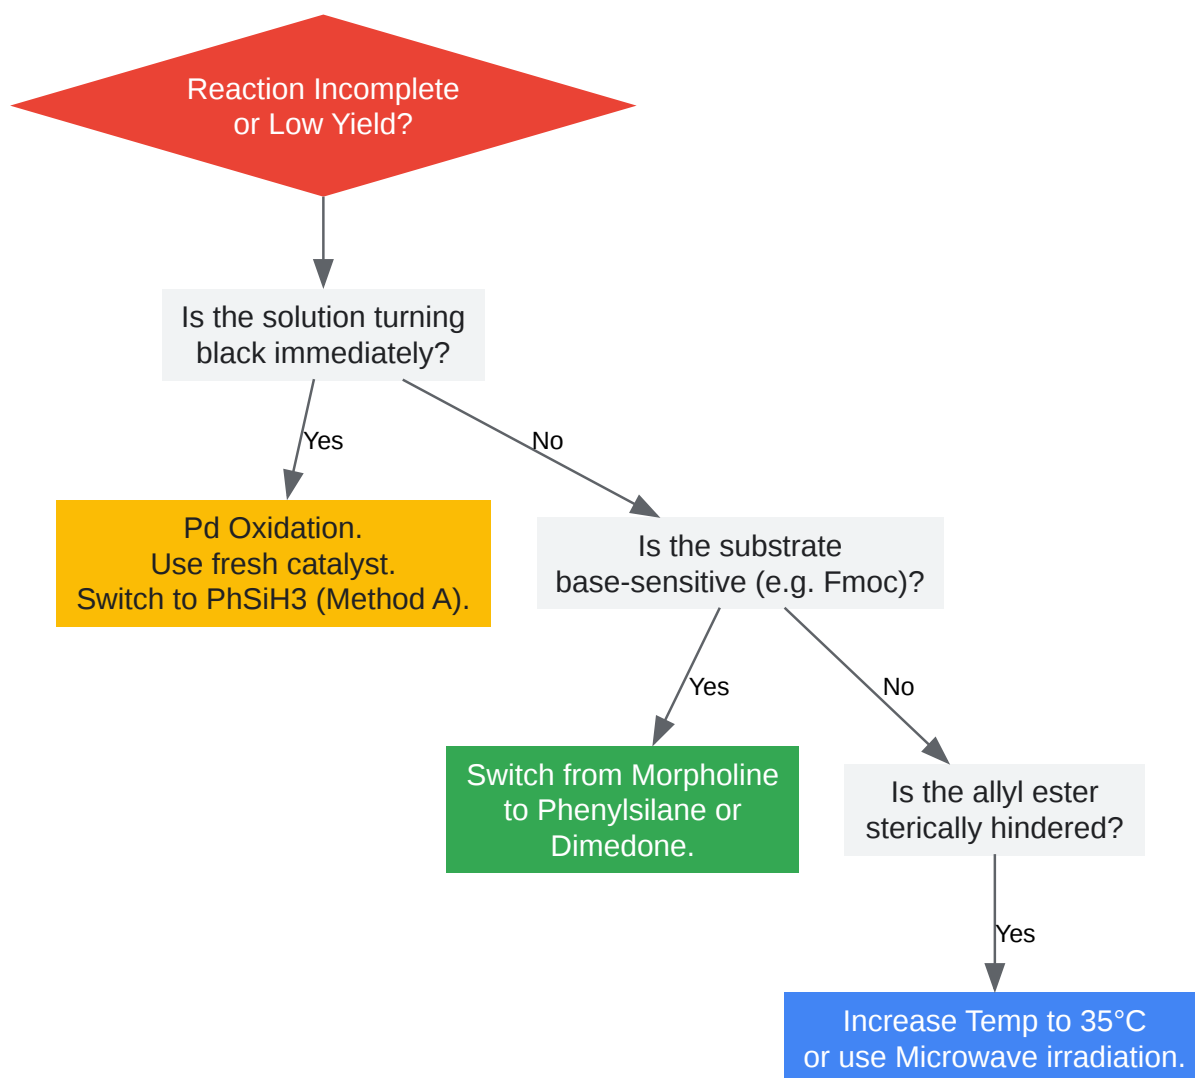 Reaction Incomplete
or Low Yield?
Is the solution turning
black immediately?
Yes
No
Pd Oxidation.
Use fresh catalyst.
Switch to PhSiH3 (Method A).
Is the substrate
base-sensitive (e.g. Fmoc)?
Yes
No
Switch from Morpholine
to Phenylsilane or
Dimedone.
Is the allyl ester
sterically hindered?
Yes
Increase Temp to 35°C
or use Microwave irradiation.